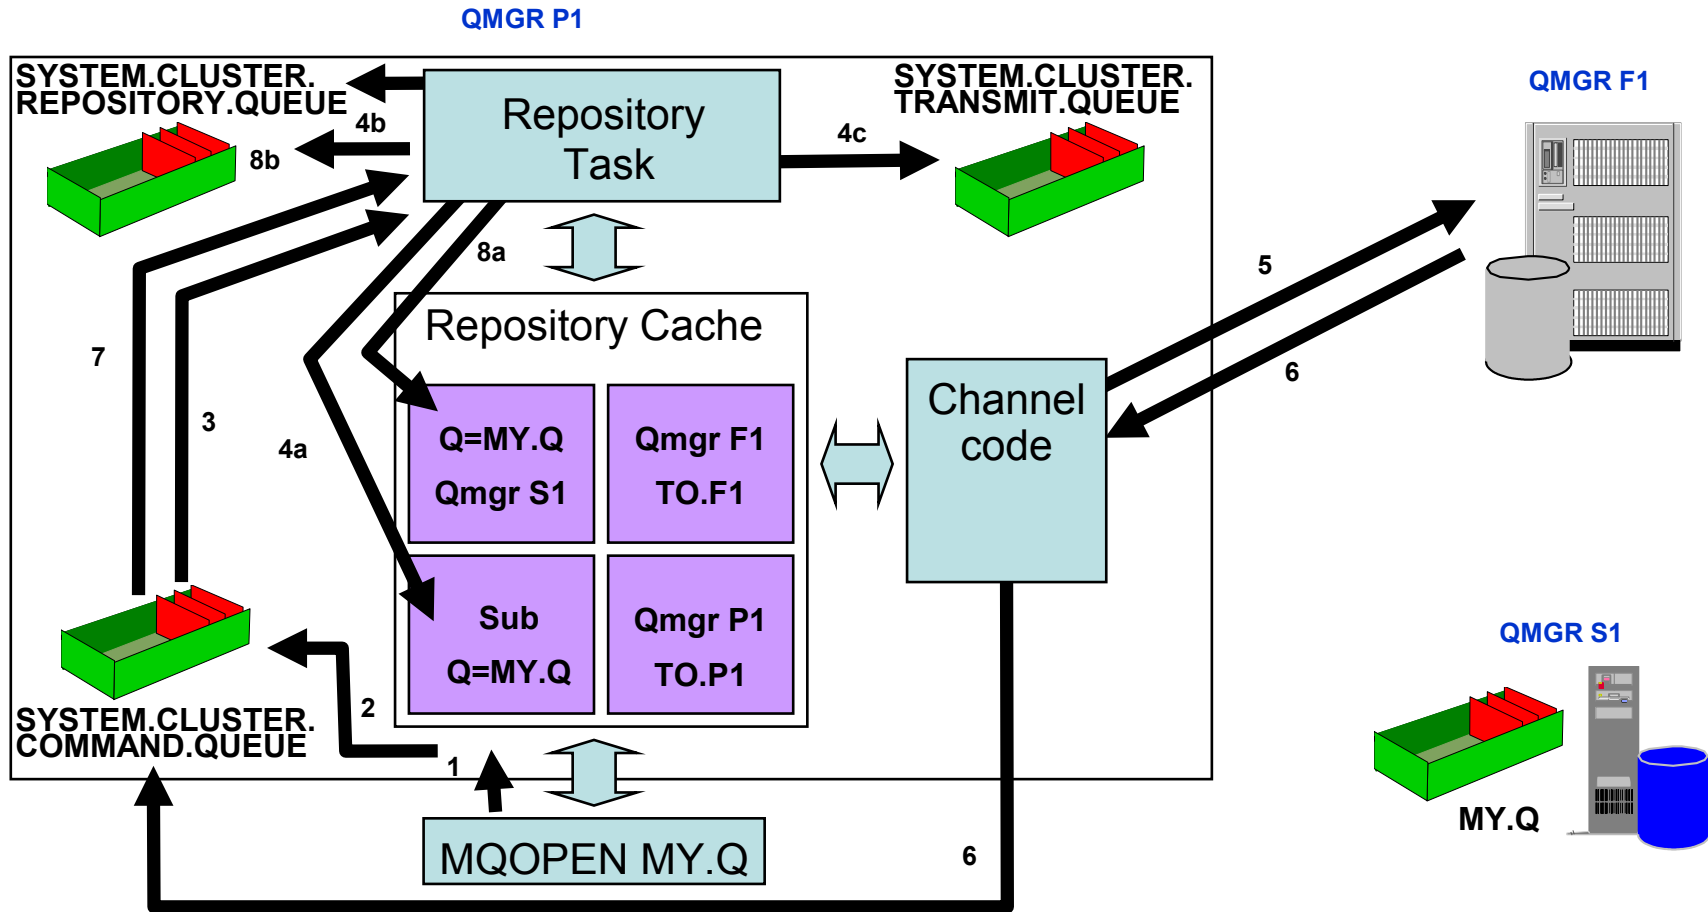 QMGR P1
SYSTEM.CLUSTER.
REPOSITORY.QUEUE
4b
8b
Repository
Task
4c
SYSTEM.CLUSTER.
TRANSMIT.QUEUE
QMGR F1
8a
5
6
7
3
4a
Repository Cache
Q=MY.Q
Qmgr S1
Qmgr F1
TO.F1
Sub
Q=MY.Q
Qmgr P1
TO.P1
Channel
code
QMGR S1
MY.Q
SYSTEM.CLUSTER.
COMMAND.QUEUE
2
1
MQOPEN MY.Q
6